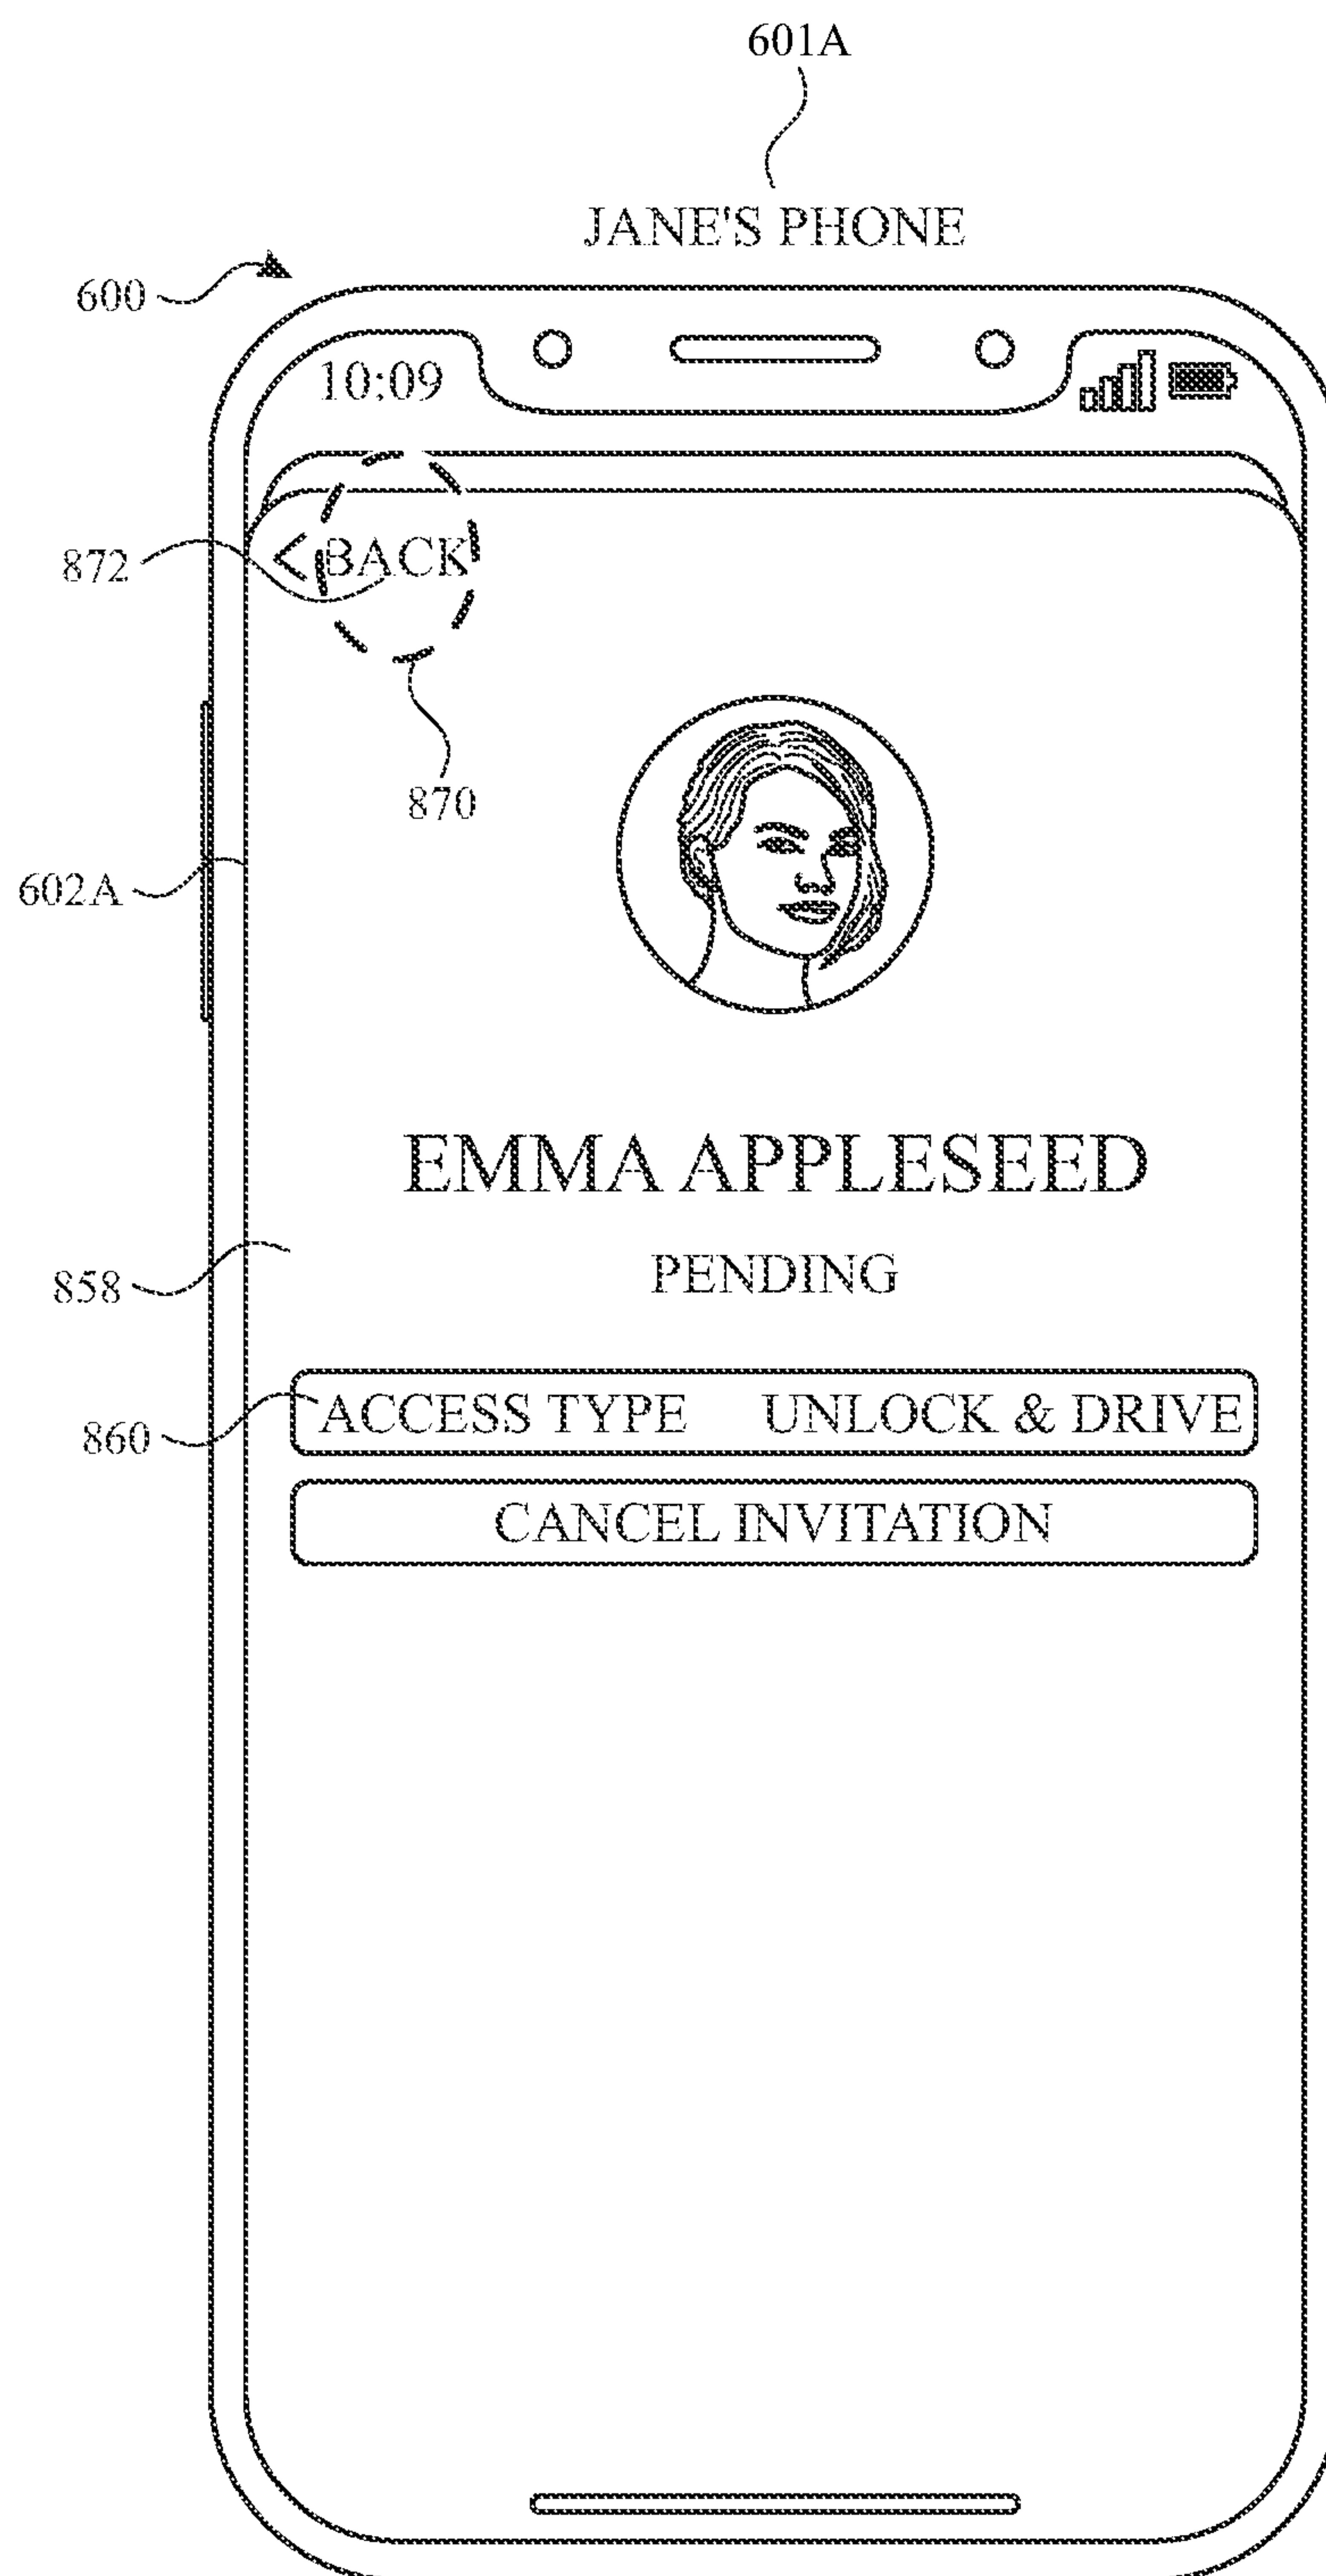 601A
JANE'S PHONE
600
10:09
872
< BACK
870
602A
EMMA APPLESEED
858
PENDING
860
ACCESS TYPE UNLOCK & DRIVE
CANCEL INVITATION